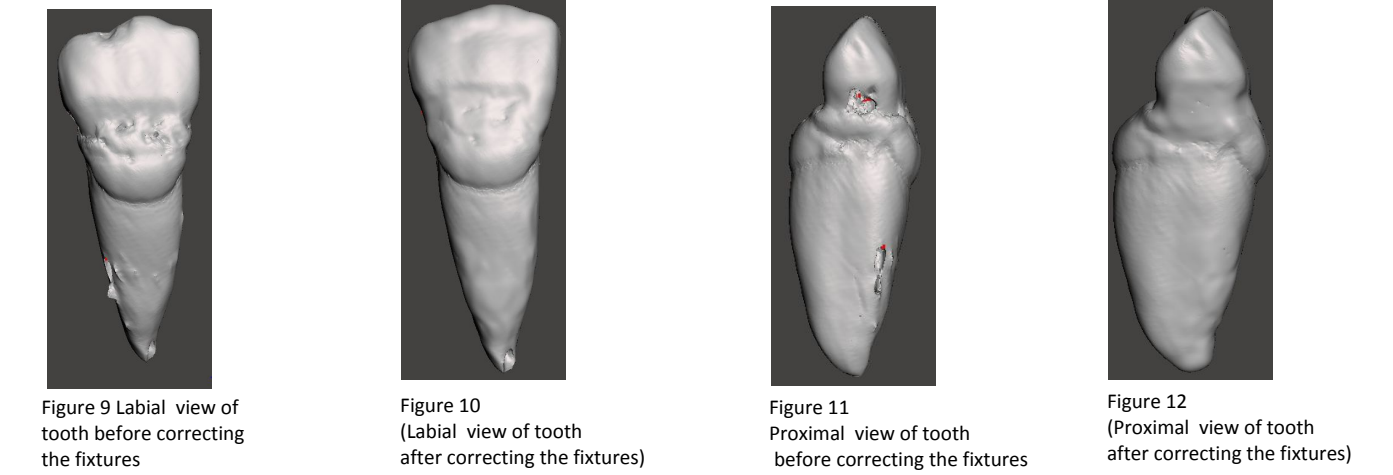 Figure 9 Labial view of
tooth before correcting
the fixtures
Figure 10
(Labial view of tooth
after correcting the fixtures)
Figure 11
Proximal view of tooth
before correcting the fixtures
Figure 12
(Proximal view of tooth
after correcting the fixtures)